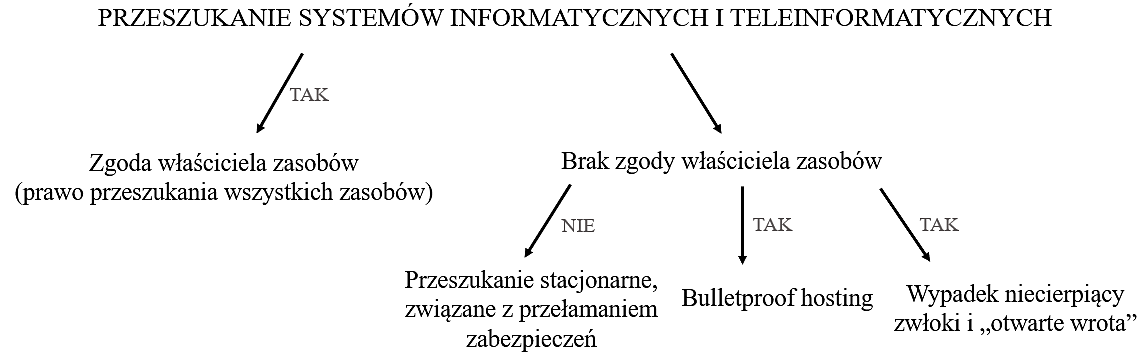 PRZESZUKANIE SYSTEMÓW INFORMATYCZNYCH I TELEINFORMATYCZNYCH
TAK
Zgoda właściciela zasobów
(prawo przeszukania wszystkich zasobów)
Brak zgody właściciela zasobów
NIE
TAK
TAK
Przeszukanie stacjonarne,
związane z przełamaniem
zabezpieczeń
Bulletproof hosting
Wypadek niecierpiący
zwłoki i „otwarte wrota”